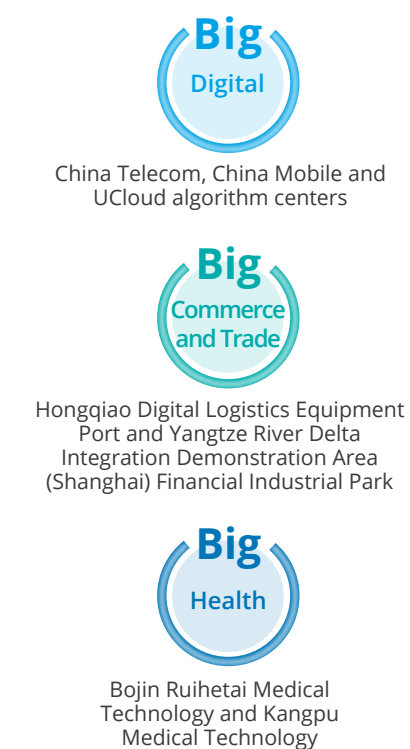 Big
Digital
China Telecom, China Mobile and
UCloud algorithm centers
Big
Commerce
and Trade
Hongqiao Digital Logistics Equipment
Port and Yangtze River Delta
Integration Demonstration Area
(Shanghai) Financial Industrial Park
Big
Health
Bojin Ruihetai Medical
Technology and Kangpu
Medical Technology